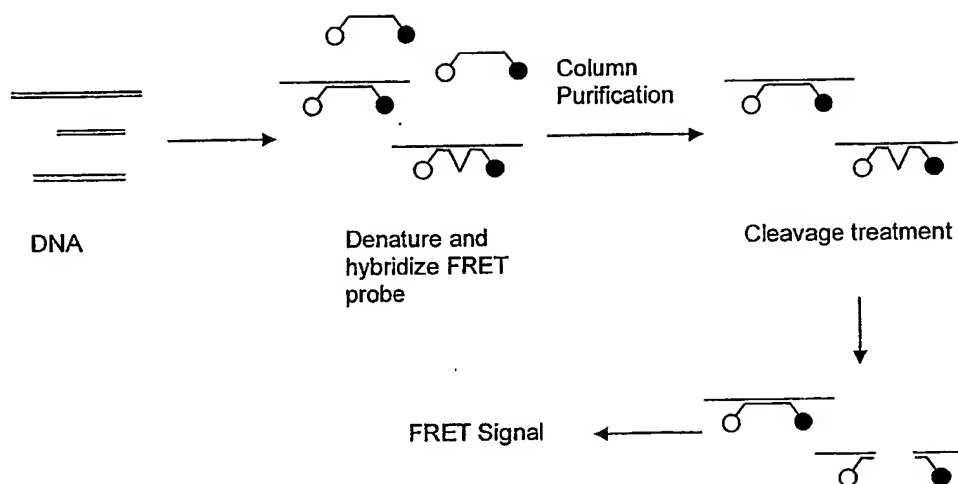 DNA
Denature and
hybridize FRET
probe
Column
Purification
Cleavage treatment
FRET Signal